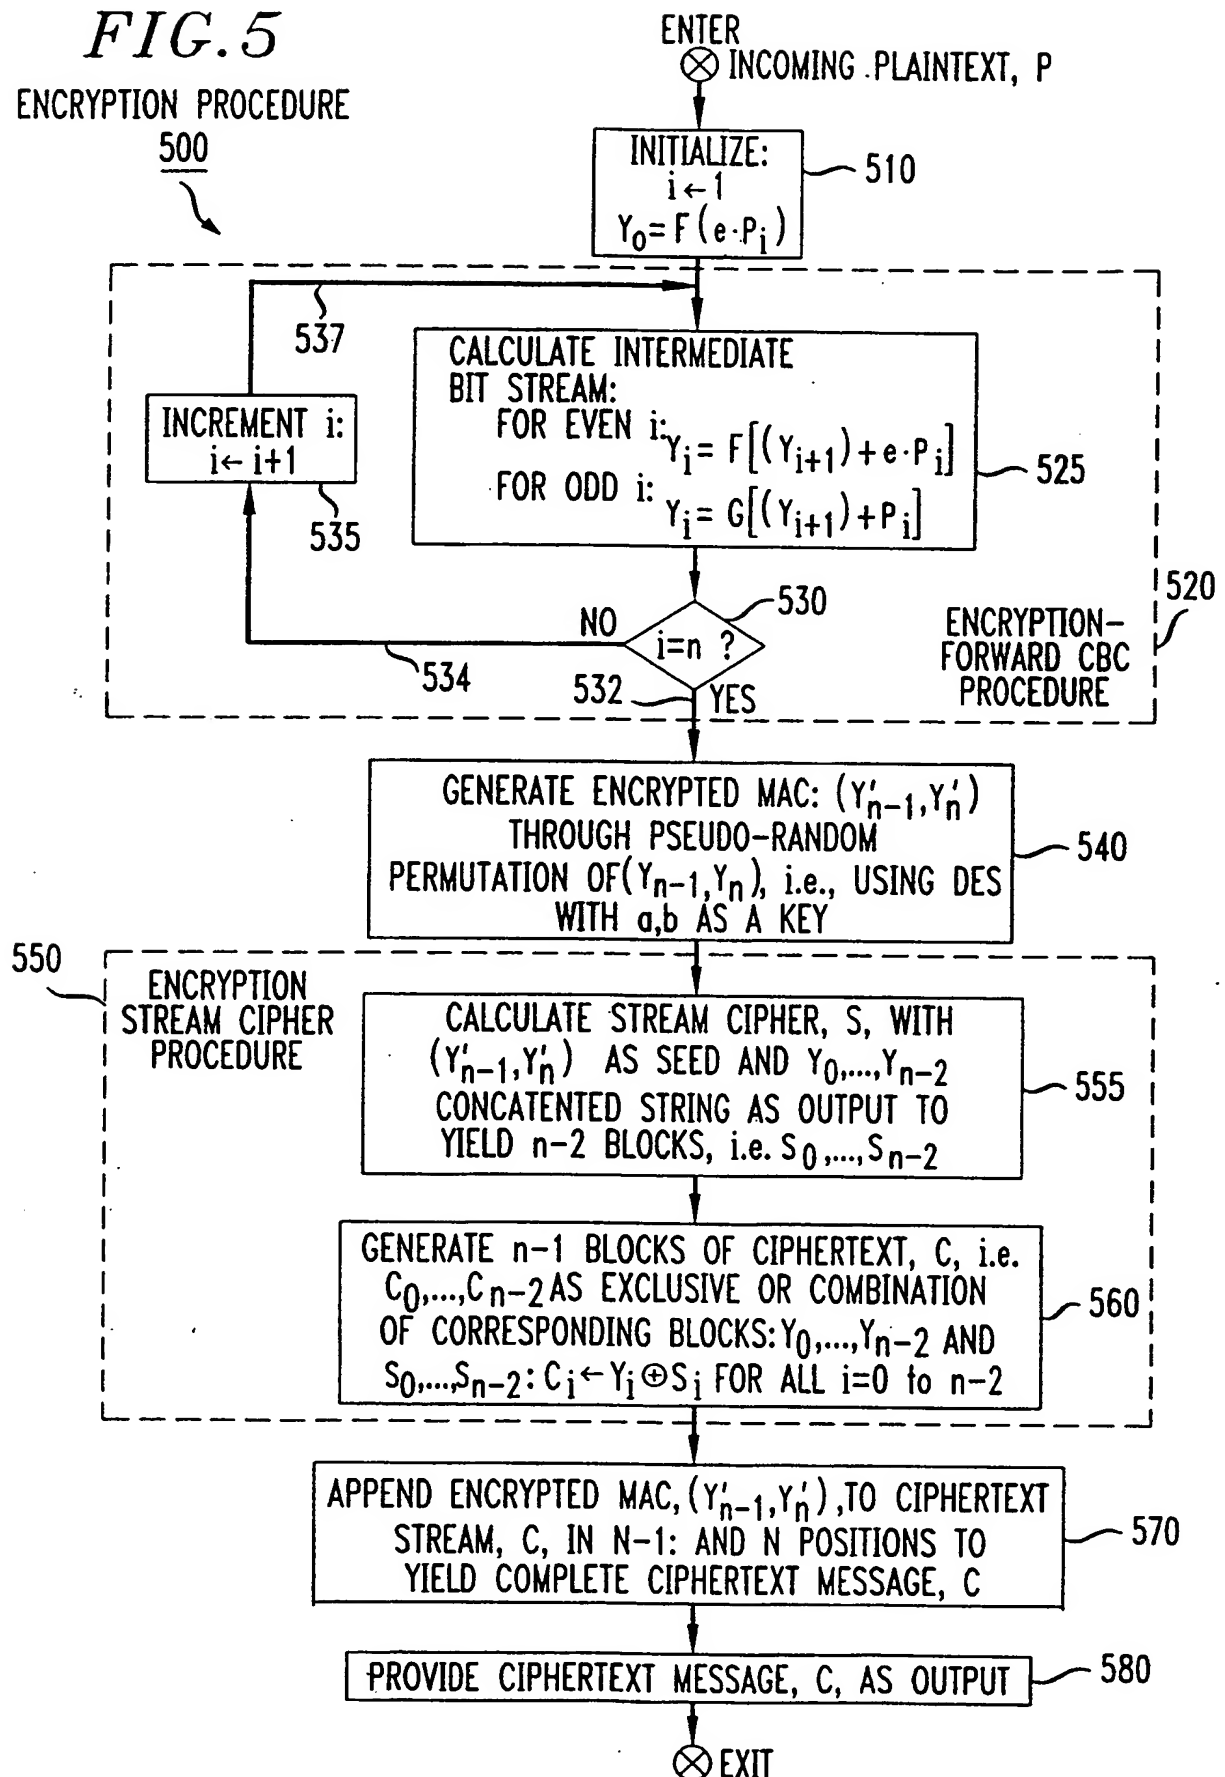 FIG. 5
ENCRYPTION PROCEDURE
500
ENTER
INCOMING PLAINTEXT, P
INITIALIZE:
i←1
Y₀=F(e·Pᵢ)
510
537
CALCULATE INTERMEDIATE
BIT STREAM:
FOR EVEN i:
Yᵢ= F[(Yᵢ₊₁)+e·Pᵢ]
FOR ODD i:
Yᵢ= G[(Yᵢ₊₁)+Pᵢ]
525
INCREMENT i:
i←i+1
535
530
i=n ?
NO
534
532
YES
520
ENCRYPTION-
FORWARD CBC
PROCEDURE
GENERATE ENCRYPTED MAC: (Y'ₙ₋₁,Y'ₙ)
THROUGH PSEUDO-RANDOM
PERMUTATION OF(Yₙ₋₁,Yₙ), i.e., USING DES
WITH a,b AS A KEY
540
550
ENCRYPTION
STREAM CIPHER
PROCEDURE
CALCULATE STREAM CIPHER, S, WITH
(Y'ₙ₋₁,Y'ₙ) AS SEED AND Y₀,...,Yₙ₋₂
CONCATENTED STRING AS OUTPUT TO
YIELD n-2 BLOCKS, i.e. S₀,...,Sₙ₋₂
555
GENERATE n-1 BLOCKS OF CIPHERTEXT, C, i.e.
C₀,...,Cₙ₋₂ AS EXCLUSIVE OR COMBINATION
OF CORRESPONDING BLOCKS: Y₀,...,Yₙ₋₂ AND
S₀,...,Sₙ₋₂: Cᵢ←Yᵢ⊕Sᵢ FOR ALL i=0 to n-2
560
APPEND ENCRYPTED MAC,(Y'ₙ₋₁,Y'ₙ),TO CIPHERTEXT
STREAM, C, IN N-1: AND N POSITIONS TO
YIELD COMPLETE CIPHERTEXT MESSAGE, C
570
PROVIDE CIPHERTEXT MESSAGE, C, AS OUTPUT
580
EXIT